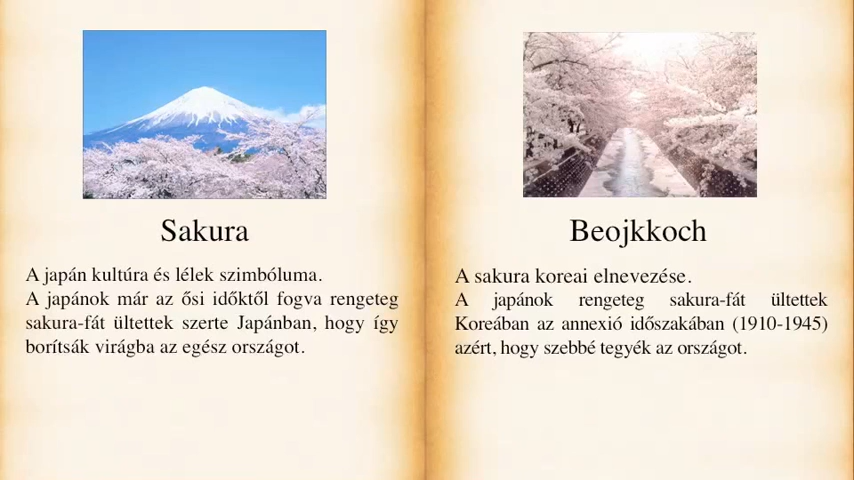 Sakura
A japán kultúra és lélek szimbóluma.
A japánok már az ősi időktől fogva rengeteg
sakura-fát ültettek szerte Japánban, hogy így
borítsák virágba az egész országot.
Beojkkoch
A sakura koreai elnevezése.
A japánok rengeteg sakura-fát ültettek
Koreában az annexió időszakában (1910-1945)
azért, hogy szebbé tegyék az országot.